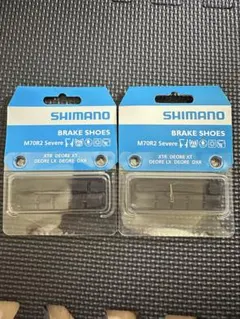 SHIMANO
BRAKE SHOES
M70R2 Severe
XTR DEORE XT
DEORE LX DEORE DXR
SHIMANO
BRAKE SHOES
M70R2 Severe
XTR DEORE XT
DEORE LX DEORE DXR